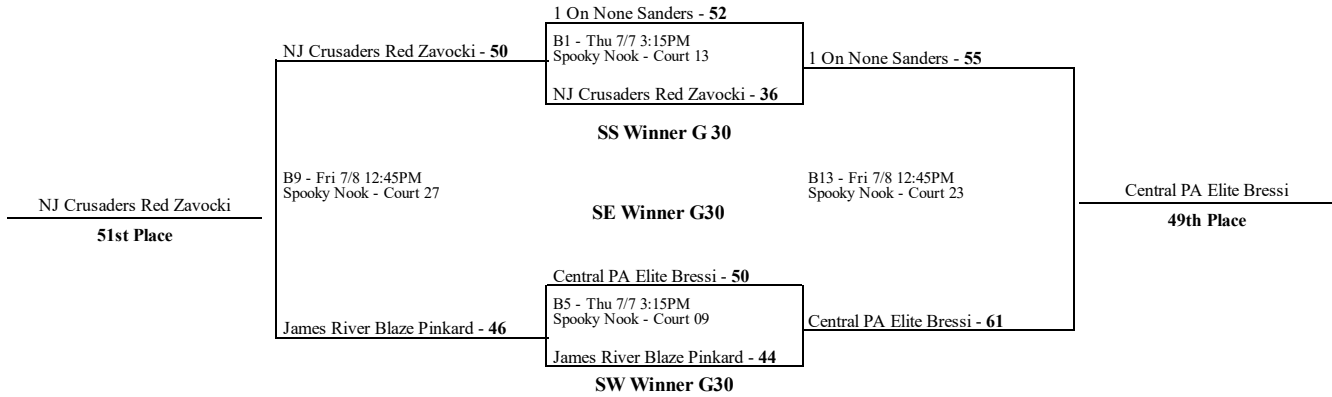 1 On None Sanders - 52
B1 - Thu 7/7 3:15PM
Spooky Nook - Court 13
NJ Crusaders Red Zavocki - 50
1 On None Sanders - 55
NJ Crusaders Red Zavocki - 36
SS Winner G 30
B9 - Fri 7/8 12:45PM
Spooky Nook - Court 27
B13 - Fri 7/8 12:45PM
Spooky Nook - Court 23
NJ Crusaders Red Zavocki
51st Place
SE Winner G30
Central PA Elite Bressi
49th Place
Central PA Elite Bressi - 50
B5 - Thu 7/7 3:15PM
Spooky Nook - Court 09
James River Blaze Pinkard - 46
Central PA Elite Bressi - 61
James River Blaze Pinkard - 44
SW Winner G30